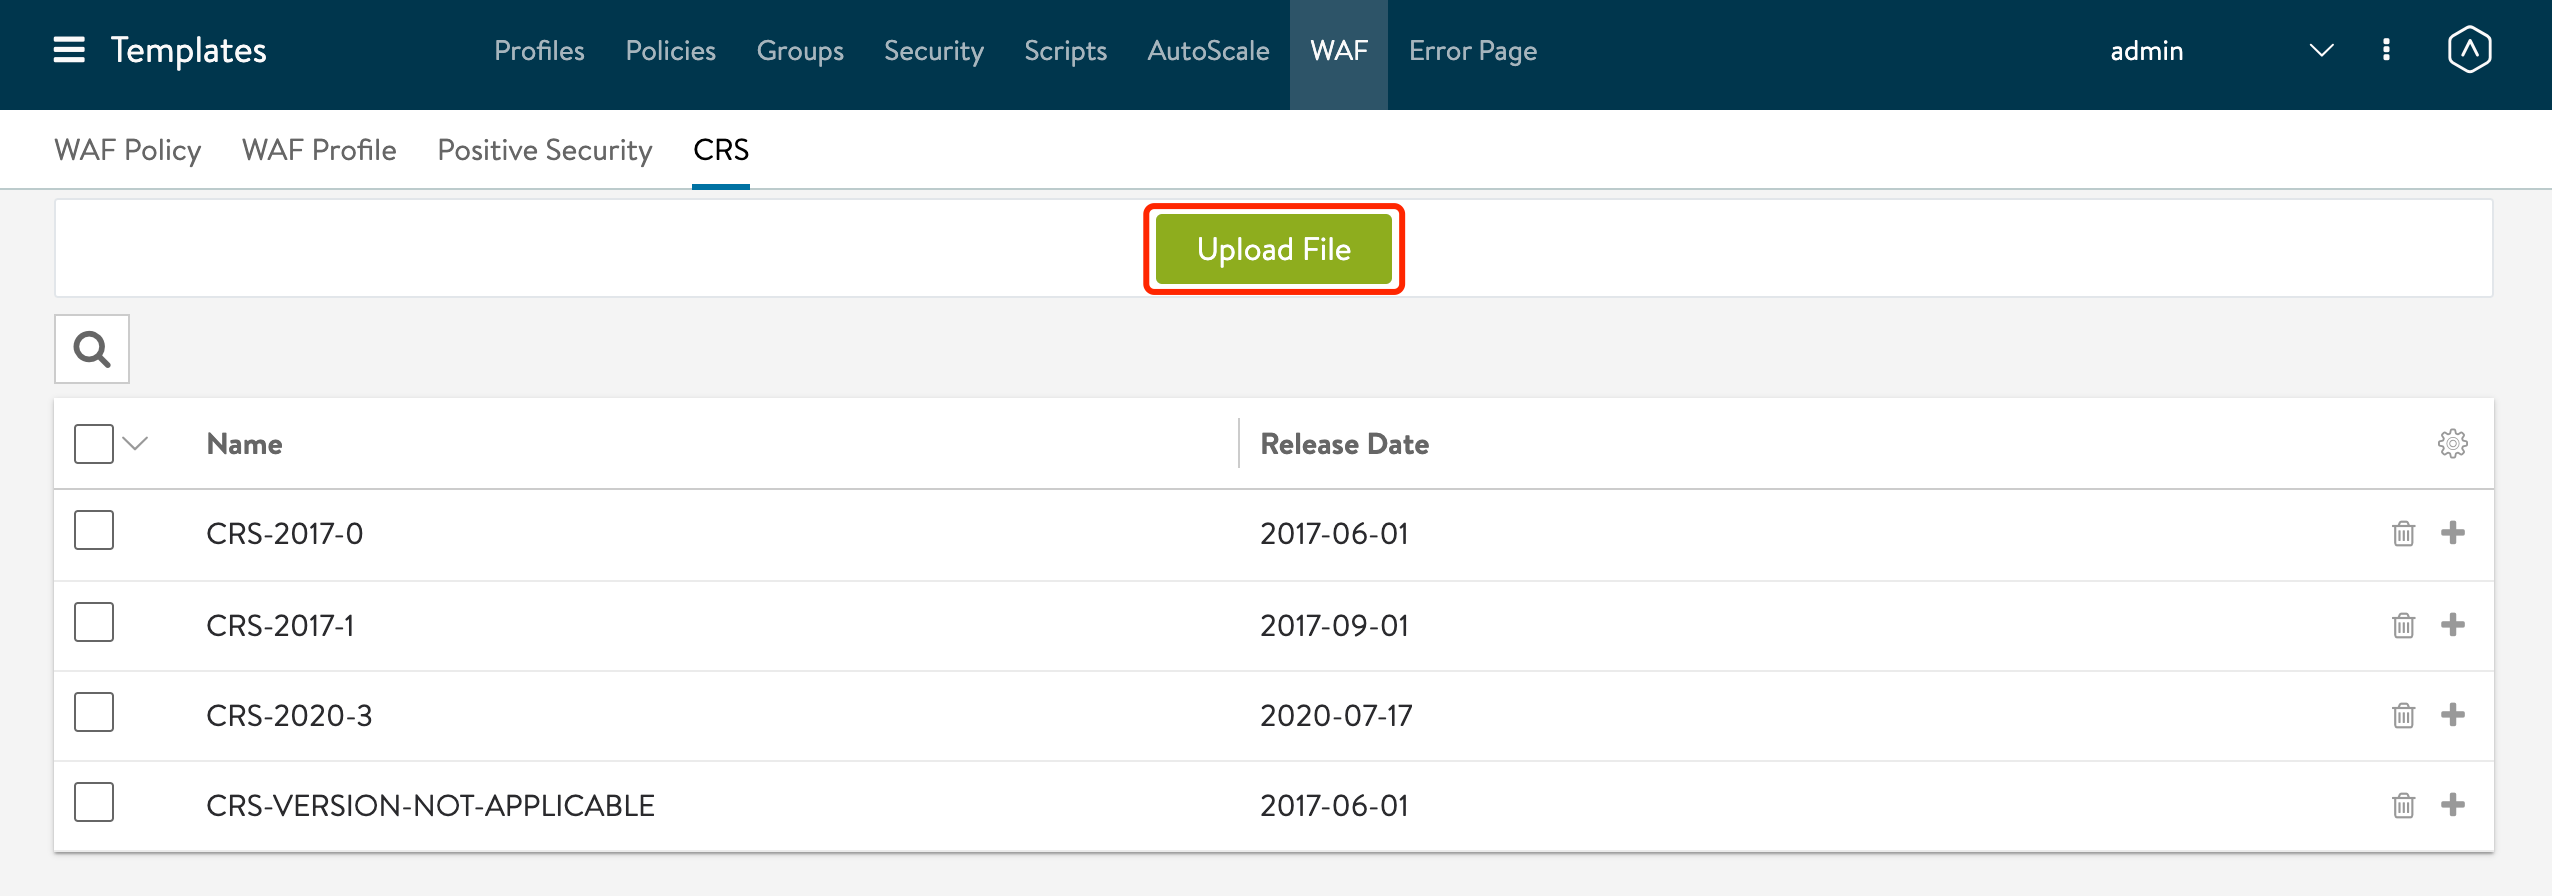 Templates Profiles Policies Groups Security Scripts AutoScale WAF Error Page admin
WAF Policy WAF Profile Positive Security CRS
Upload File
Name Release Date
CRS-2017-0 2017-06-01
CRS-2017-1 2017-09-01
CRS-2020-3 2020-07-17
CRS-VERSION-NOT-APPLICABLE 2017-06-01